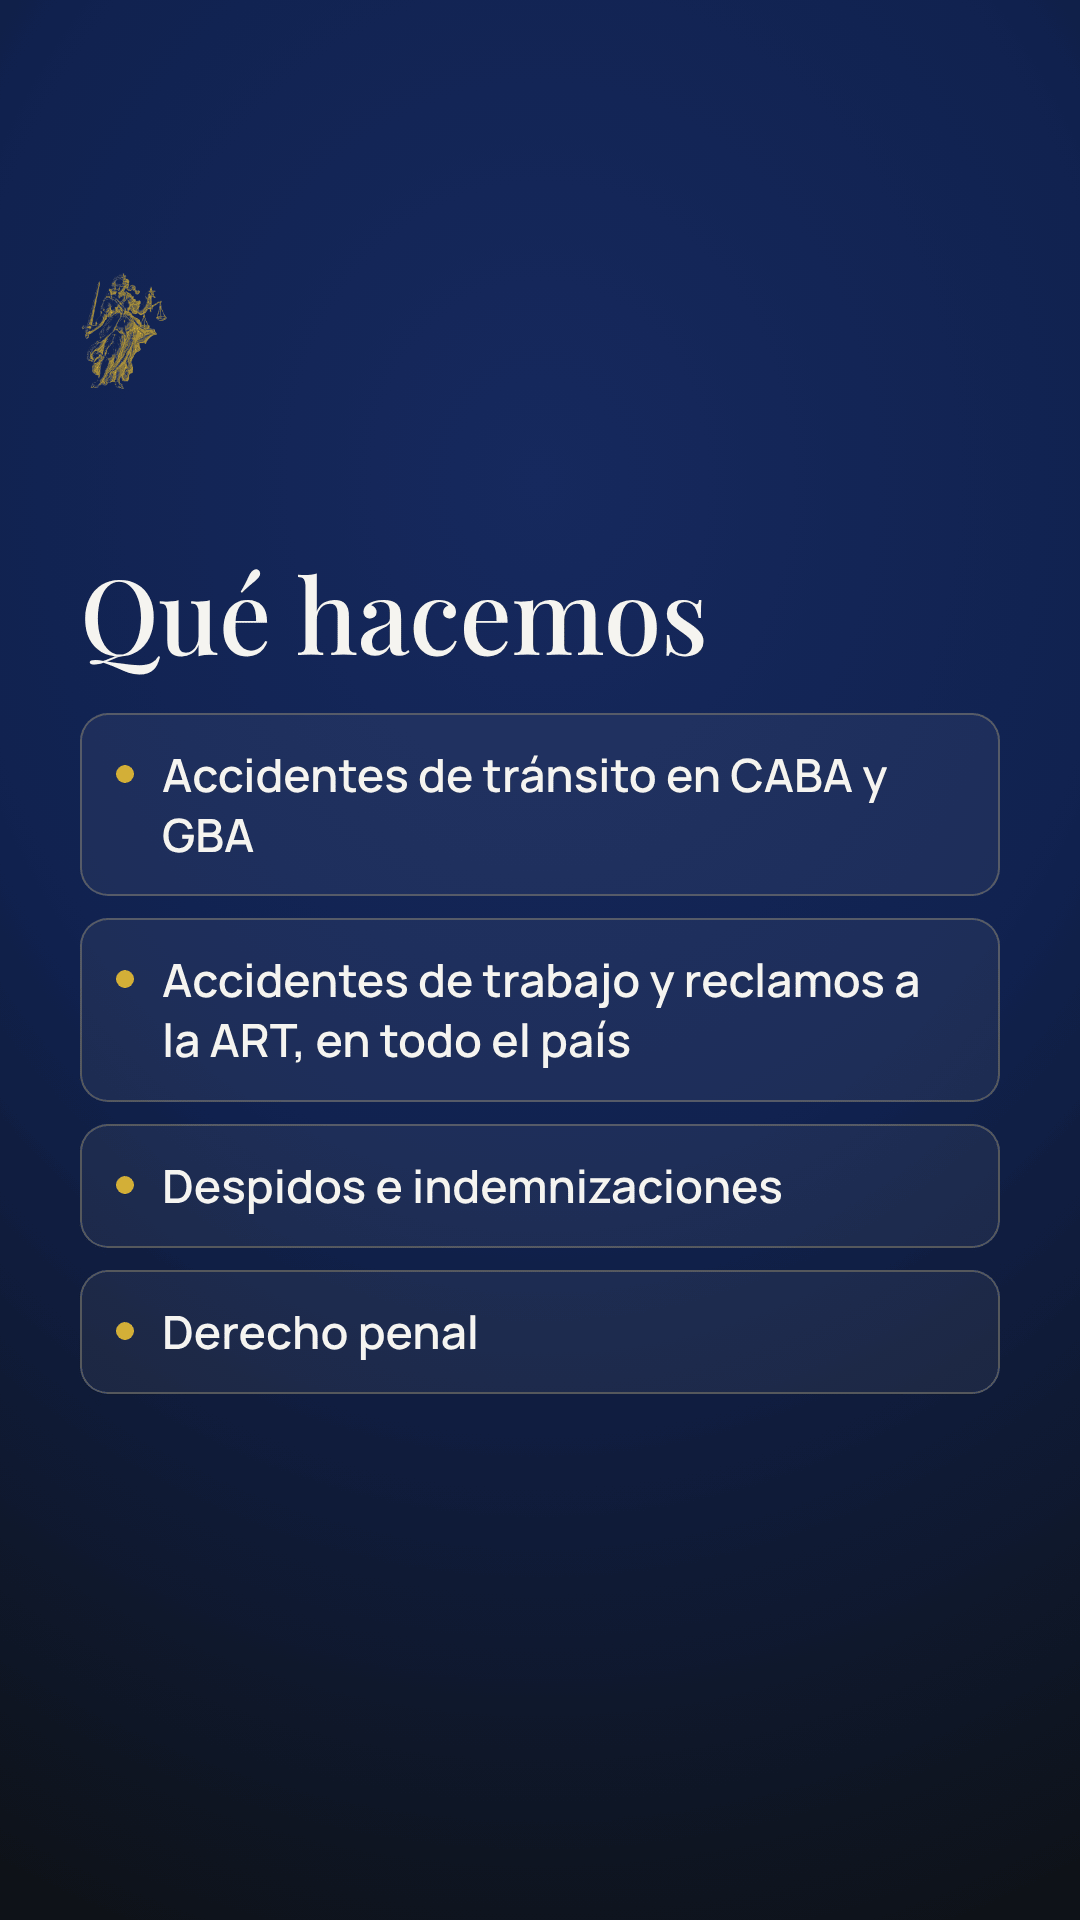 Qué hacemos
Accidentes de tránsito en CABA y
GBA
Accidentes de trabajo y reclamos a
la ART, en todo el país
Despidos e indemnizaciones
Derecho penal